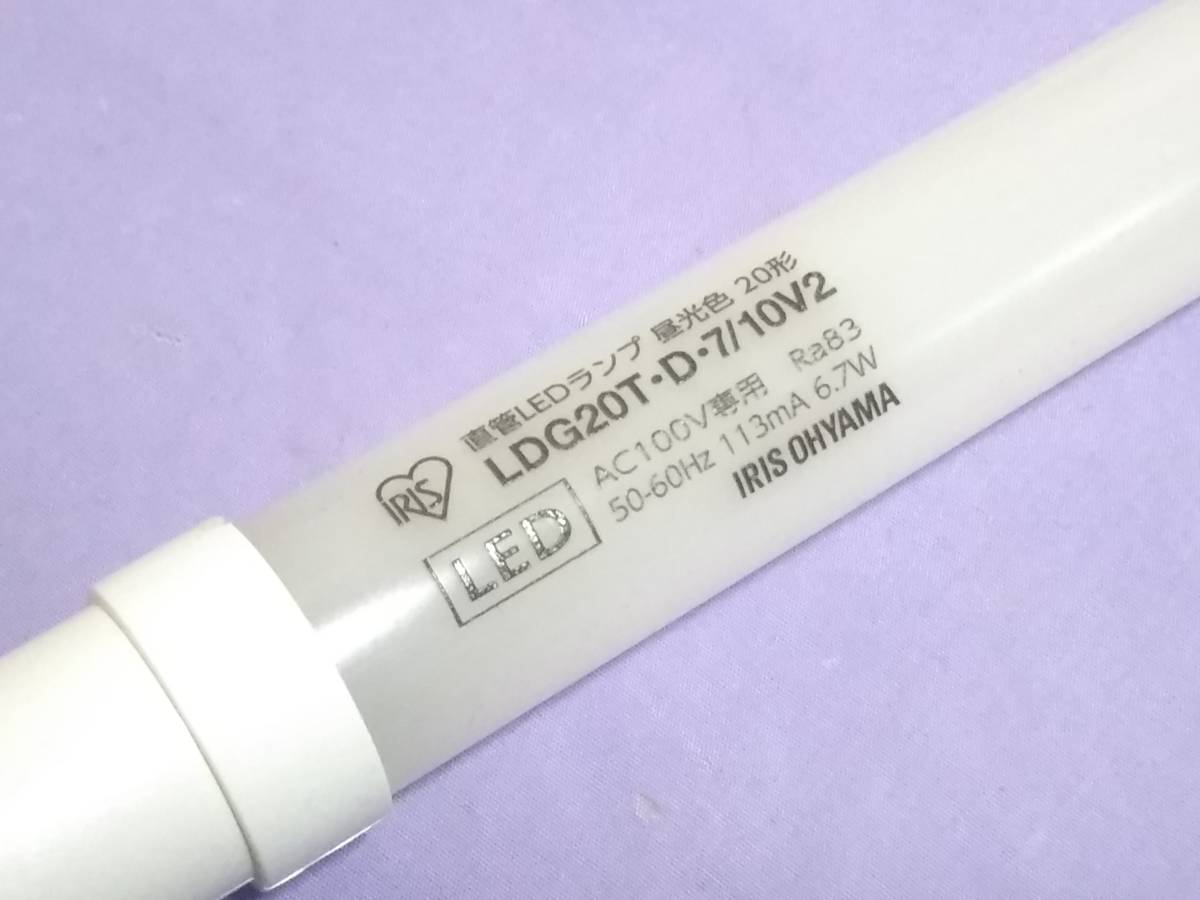 IRIS
直管LEDランプ 昼光色 20形
LDG20T・D・7/10V2
LED
AC100V専用 Ra83
50-60Hz 113mA 6.7W
IRIS OHYAMA